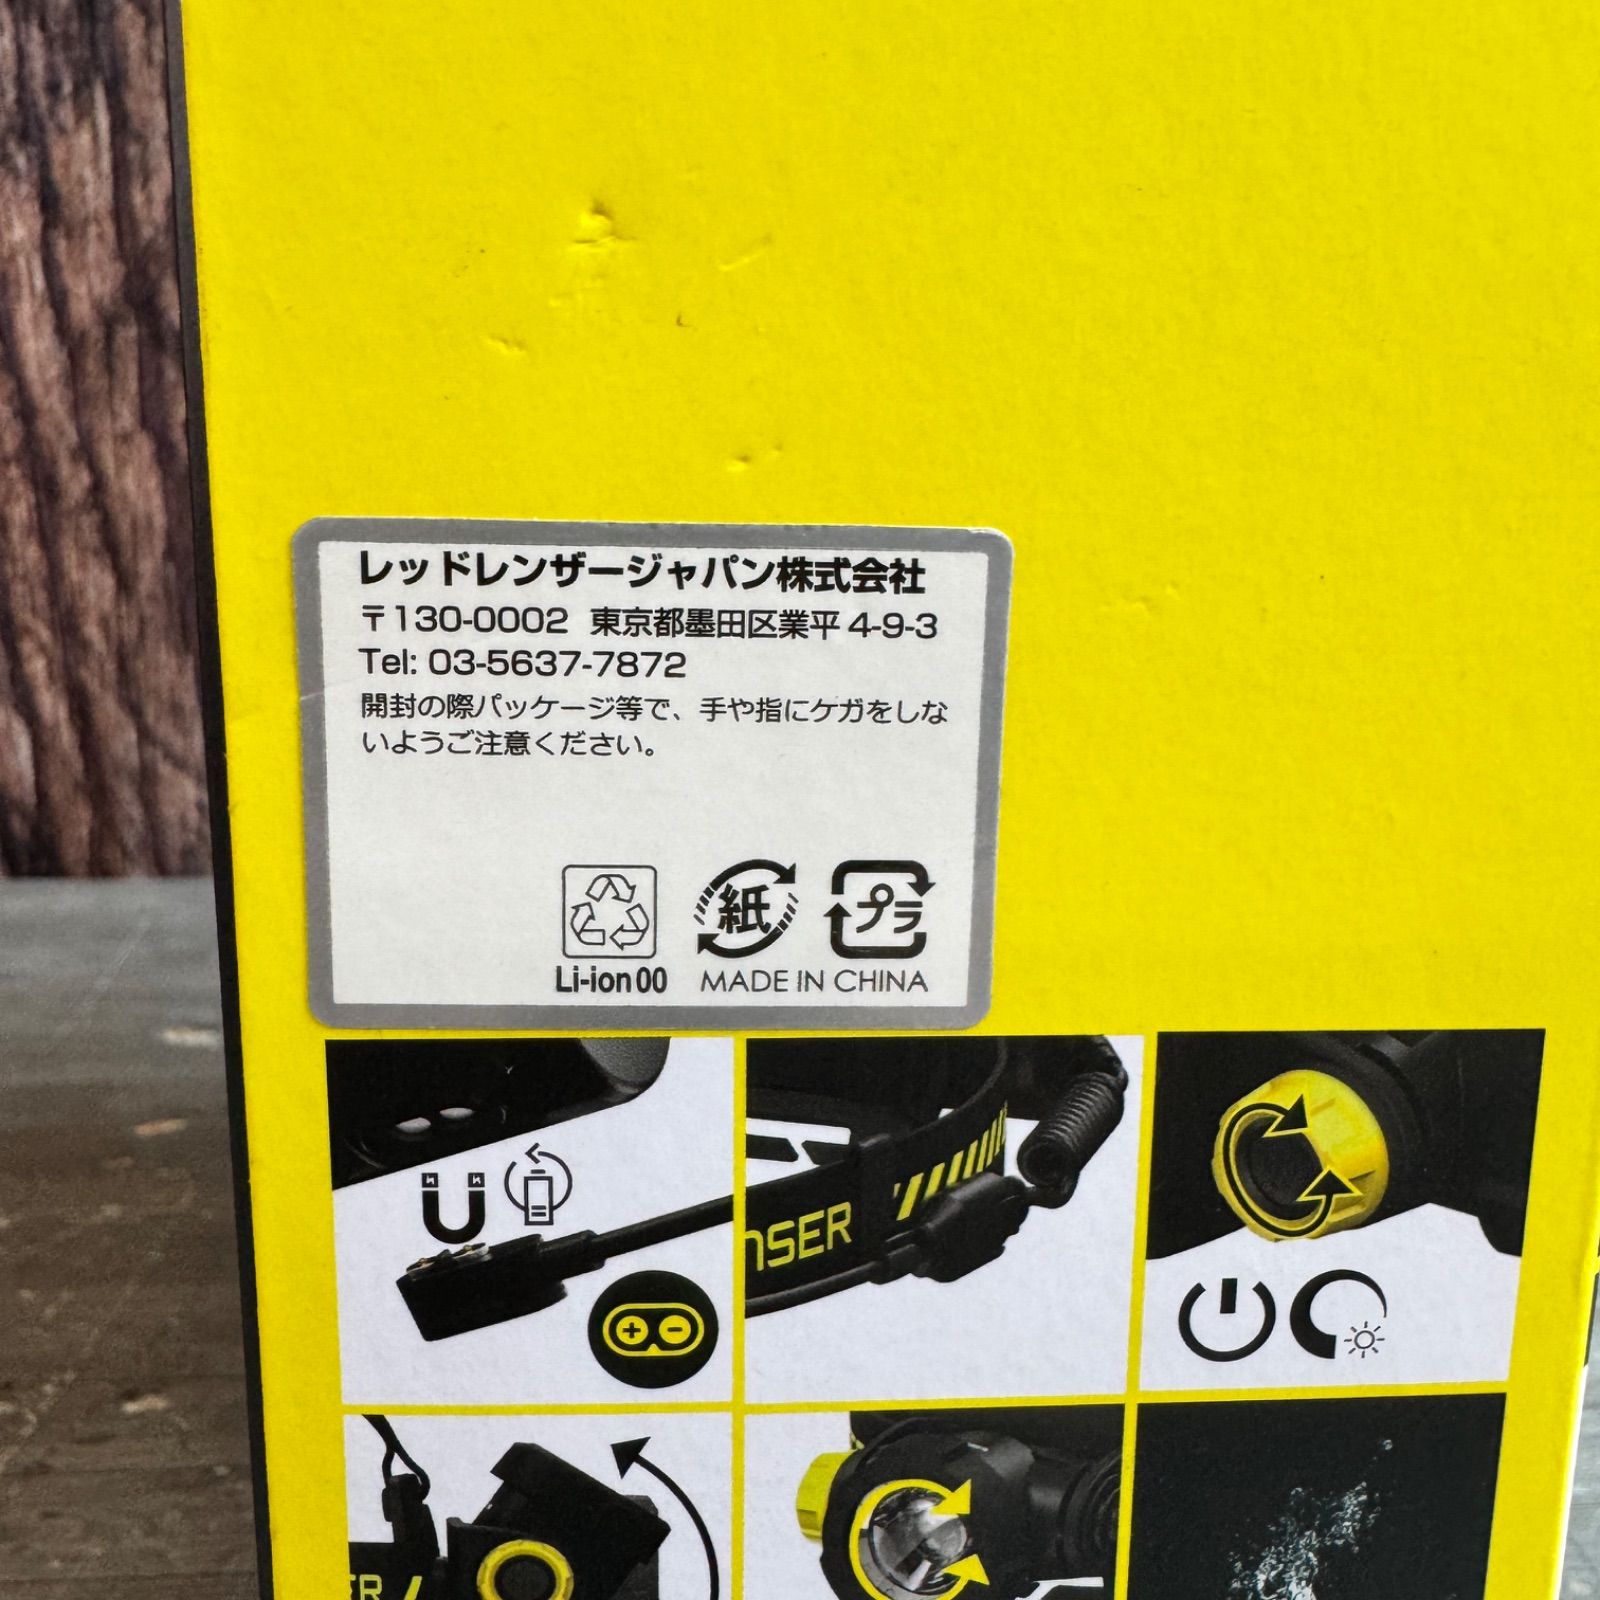 レッドレンザージャパン株式会社
〒130-0002 東京都墨田区業平 4-9-3
Tel: 03-5637-7872
開封の際パッケージ等で、手や指にケガをしな
いようご注意ください。
紙 プラ
Li-ion 00 MADE IN CHINA
NSER
ER